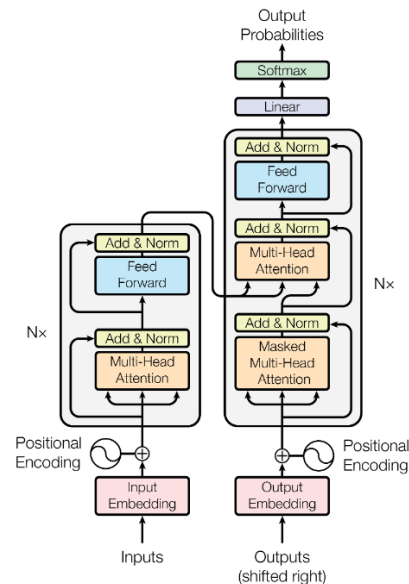 Output
Probabilities
Softmax
Linear
Add & Norm
Feed
Forward
Add & Norm
Multi-Head
Attention
Add & Norm
Masked
Multi-Head
Attention
N×
Add & Norm
Feed
Forward
Add & Norm
Multi-Head
Attention
N×
Positional
Encoding
Positional
Encoding
Input
Embedding
Output
Embedding
Inputs
Outputs
(shifted right)